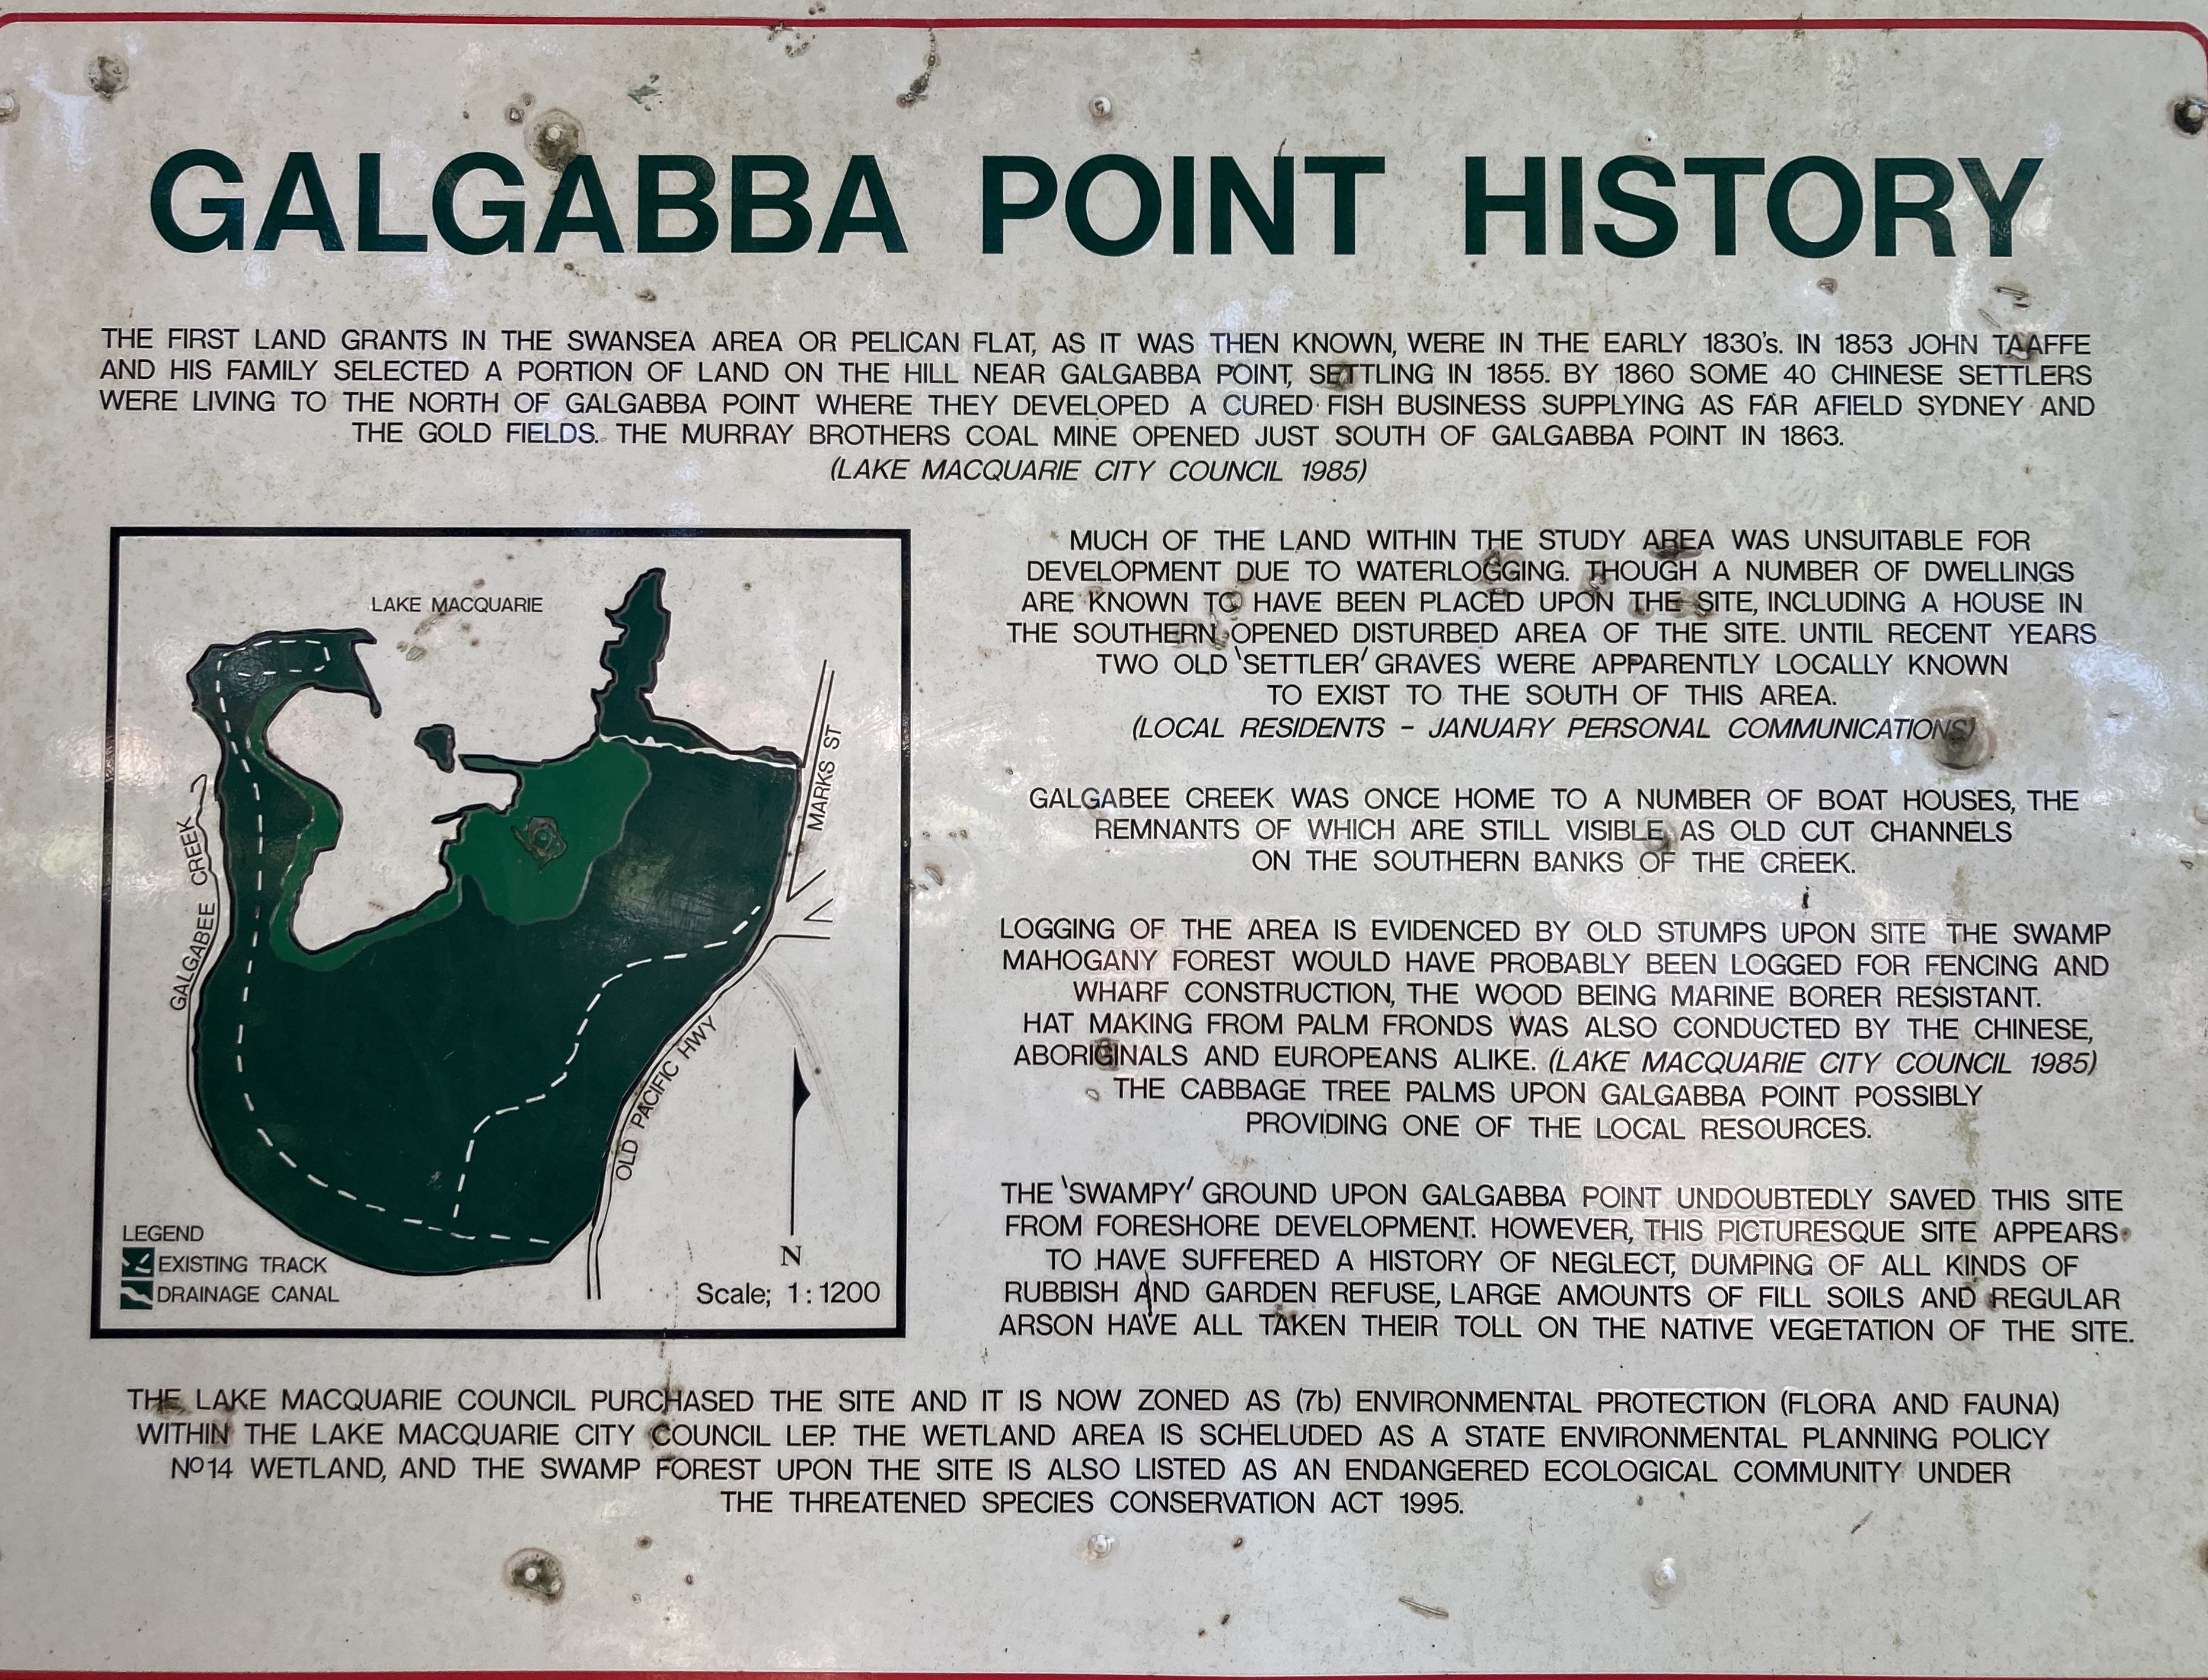 GALGABBA POINT HISTORY
THE FIRST LAND GRANTS IN THE SWANSEA AREA OR PELICAN FLAT, AS IT WAS THEN KNOWN, WERE IN THE EARLY 1830's. IN 1853 JOHN TAAFFE
AND HIS FAMILY SELECTED A PORTION OF LAND ON THE HILL NEAR GALGABBA POINT, SETTLING IN 1855. BY 1860 SOME 40 CHINESE SETTLERS
WERE LIVING TO THE NORTH OF GALGABBA POINT WHERE THEY DEVELOPED A CURED FISH BUSINESS SUPPLYING AS FAR AFIELD SYDNEY AND
THE GOLD FIELDS. THE MURRAY BROTHERS COAL MINE OPENED JUST SOUTH OF GALGABBA POINT IN 1863.
(LAKE MACQUARIE CITY COUNCIL 1985)
LAKE MACQUARIE
MARKS ST
GALGABEE CREEK
OLD PACIFIC HWY
LEGEND
EXISTING TRACK
DRAINAGE CANAL
N
Scale; 1:1200
MUCH OF THE LAND WITHIN THE STUDY AREA WAS UNSUITABLE FOR
DEVELOPMENT DUE TO WATERLOGGING. THOUGH A NUMBER OF DWELLINGS
ARE KNOWN TO HAVE BEEN PLACED UPON THE SITE, INCLUDING A HOUSE IN
THE SOUTHERN OPENED DISTURBED AREA OF THE SITE. UNTIL RECENT YEARS
TWO OLD 'SETTLER' GRAVES WERE APPARENTLY LOCALLY KNOWN
TO EXIST TO THE SOUTH OF THIS AREA.
(LOCAL RESIDENTS - JANUARY PERSONAL COMMUNICATIONS)
GALGABEE CREEK WAS ONCE HOME TO A NUMBER OF BOAT HOUSES, THE
REMNANTS OF WHICH ARE STILL VISIBLE AS OLD CUT CHANNELS
ON THE SOUTHERN BANKS OF THE CREEK.
LOGGING OF THE AREA IS EVIDENCED BY OLD STUMPS UPON SITE THE SWAMP
MAHOGANY FOREST WOULD HAVE PROBABLY BEEN LOGGED FOR FENCING AND
WHARF CONSTRUCTION, THE WOOD BEING MARINE BORER RESISTANT.
HAT MAKING FROM PALM FRONDS WAS ALSO CONDUCTED BY THE CHINESE,
ABORIGINALS AND EUROPEANS ALIKE. (LAKE MACQUARIE CITY COUNCIL 1985)
THE CABBAGE TREE PALMS UPON GALGABBA POINT POSSIBLY
PROVIDING ONE OF THE LOCAL RESOURCES.
THE 'SWAMPY' GROUND UPON GALGABBA POINT UNDOUBTEDLY SAVED THIS SITE
FROM FORESHORE DEVELOPMENT. HOWEVER, THIS PICTURESQUE SITE APPEARS
TO HAVE SUFFERED A HISTORY OF NEGLECT, DUMPING OF ALL KINDS OF
RUBBISH AND GARDEN REFUSE, LARGE AMOUNTS OF FILL SOILS AND REGULAR
ARSON HAVE ALL TAKEN THEIR TOLL ON THE NATIVE VEGETATION OF THE SITE.
THE LAKE MACQUARIE COUNCIL PURCHASED THE SITE AND IT IS NOW ZONED AS (7b) ENVIRONMENTAL PROTECTION (FLORA AND FAUNA)
WITHIN THE LAKE MACQUARIE CITY COUNCIL LEP. THE WETLAND AREA IS SCHELUDED AS A STATE ENVIRONMENTAL PLANNING POLICY
Nº14 WETLAND, AND THE SWAMP FOREST UPON THE SITE IS ALSO LISTED AS AN ENDANGERED ECOLOGICAL COMMUNITY UNDER
THE THREATENED SPECIES CONSERVATION ACT 1995.